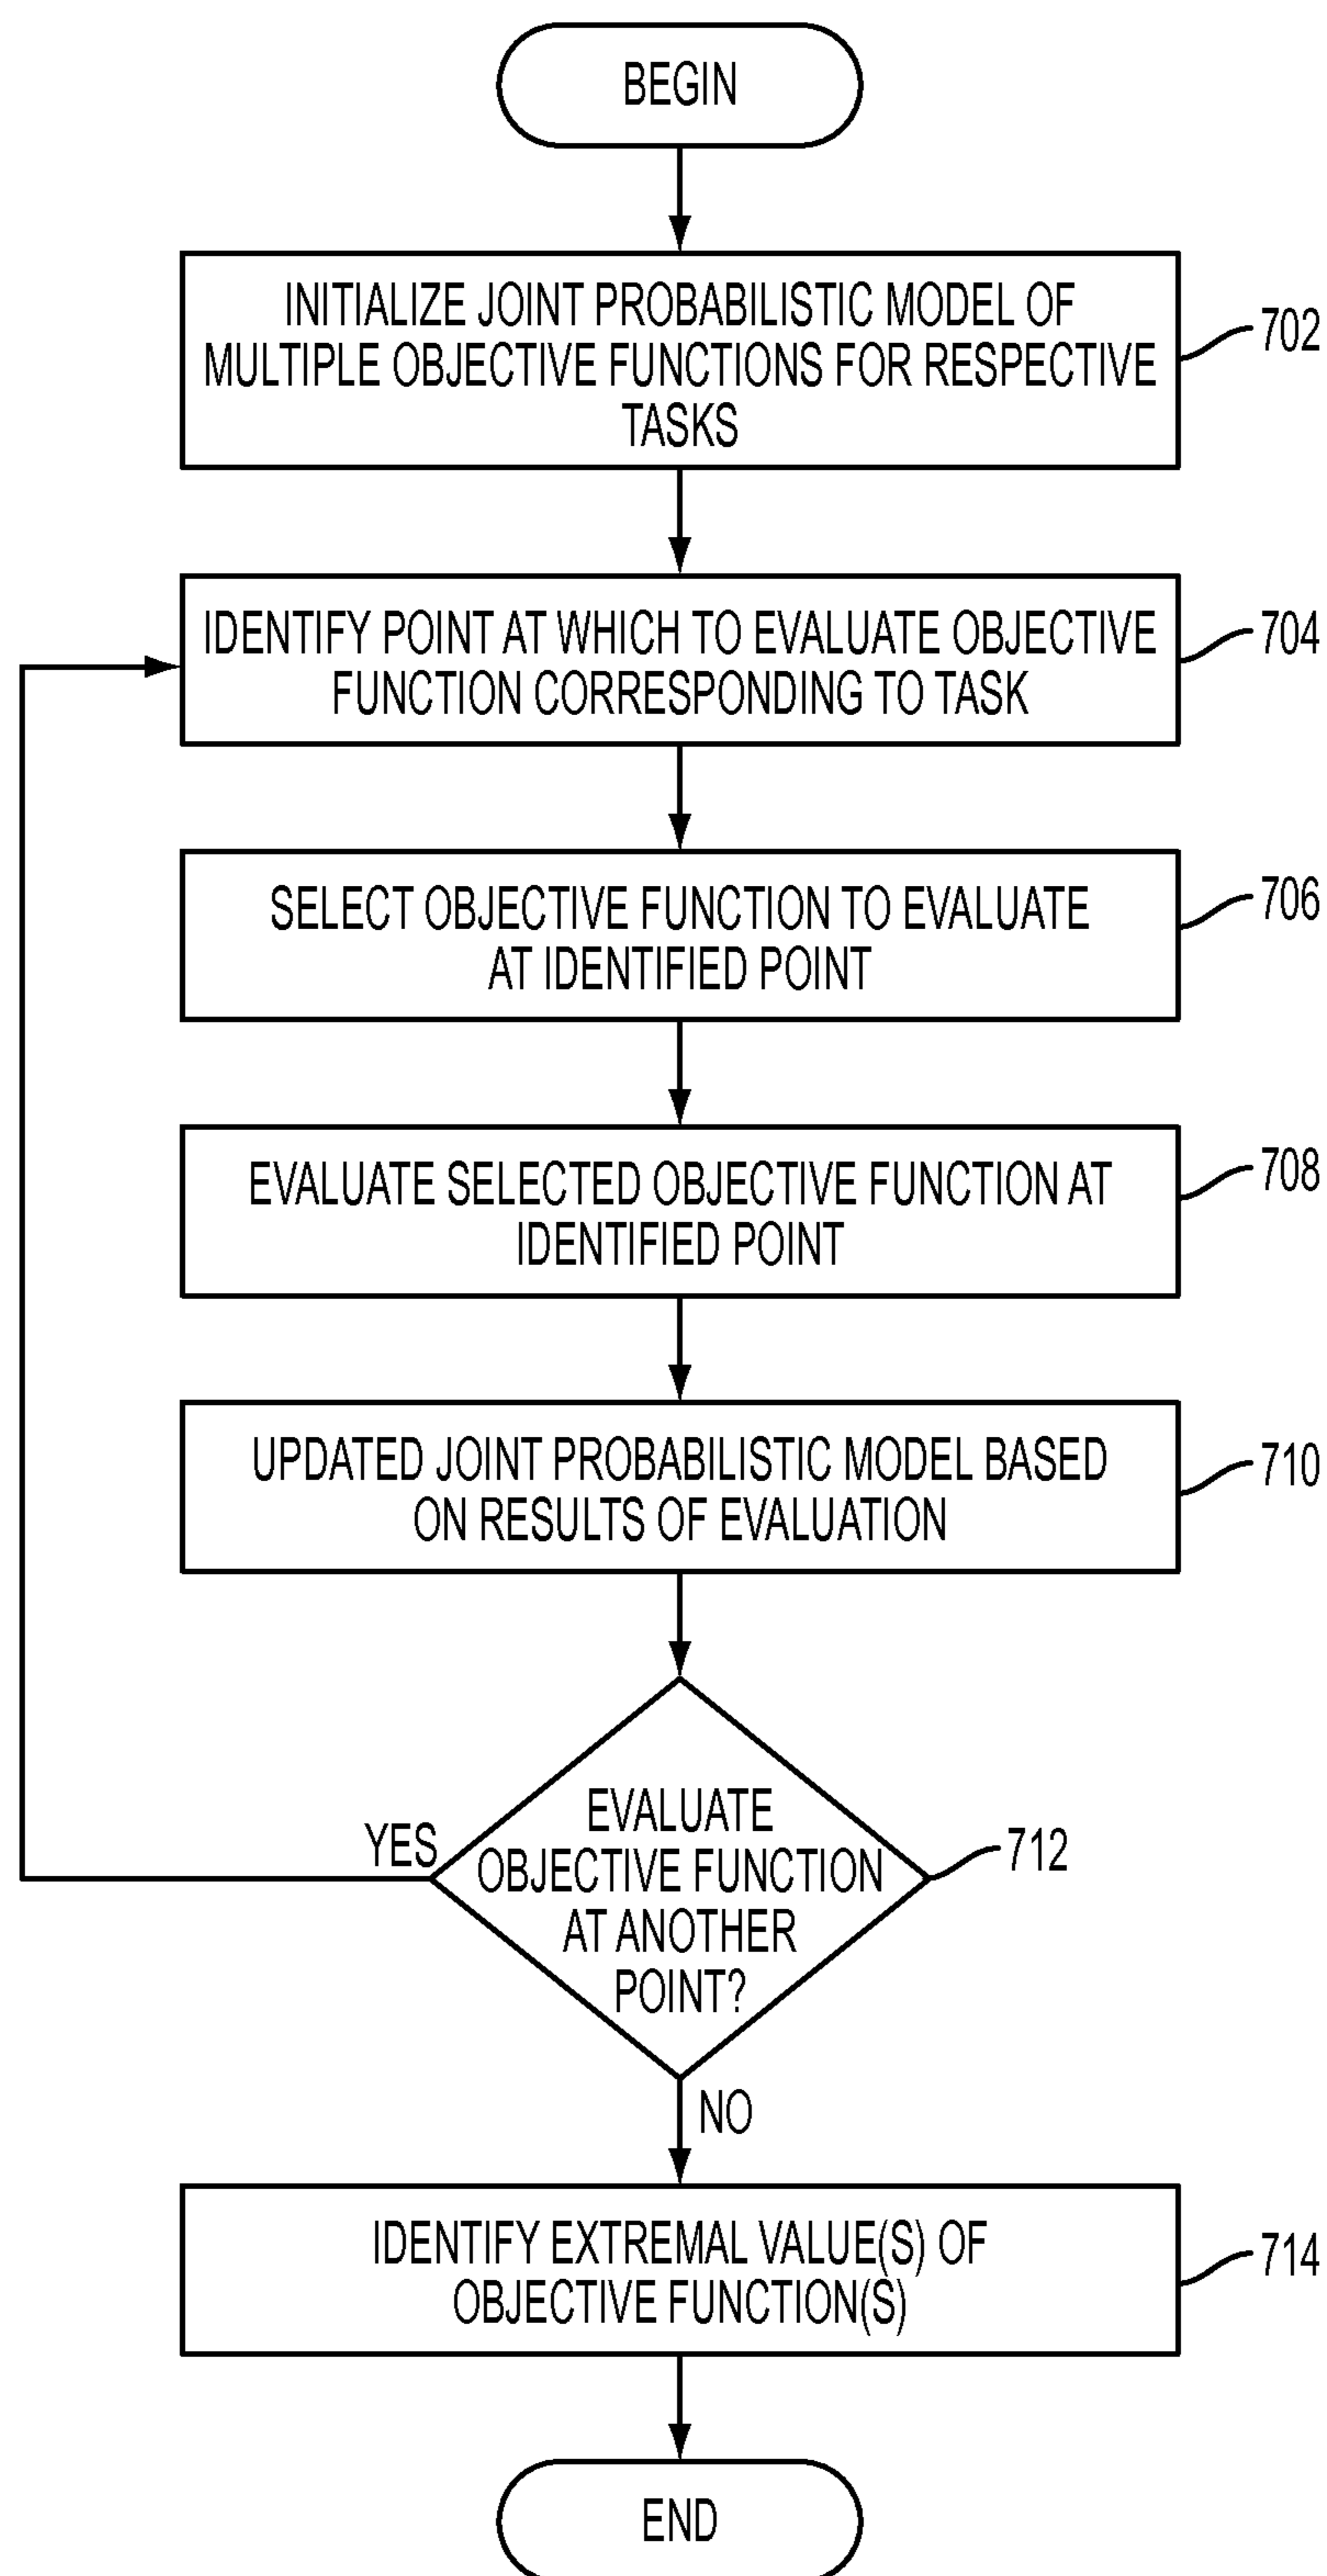 BEGIN
INITIALIZE JOINT PROBABILISTIC MODEL OF
MULTIPLE OBJECTIVE FUNCTIONS FOR RESPECTIVE
TASKS
702
IDENTIFY POINT AT WHICH TO EVALUATE OBJECTIVE
FUNCTION CORRESPONDING TO TASK
704
SELECT OBJECTIVE FUNCTION TO EVALUATE
AT IDENTIFIED POINT
706
EVALUATE SELECTED OBJECTIVE FUNCTION AT
IDENTIFIED POINT
708
UPDATED JOINT PROBABILISTIC MODEL BASED
ON RESULTS OF EVALUATION
710
EVALUATE
OBJECTIVE FUNCTION
AT ANOTHER
POINT?
712
YES
NO
IDENTIFY EXTREMAL VALUE(S) OF
OBJECTIVE FUNCTION(S)
714
END